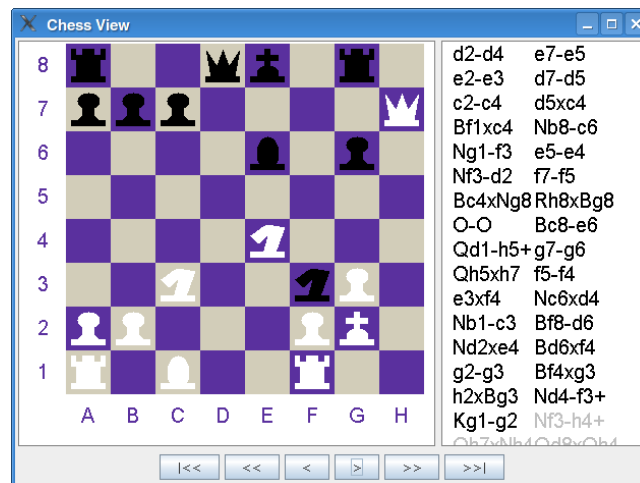 Chess View
8
7
6
5
4
3
2
1
A B C D E F G H
d2-d4 e7-e5
e2-e3 d7-d5
c2-c4 d5xc4
Bf1xc4 Nb8-c6
Ng1-f3 e5-e4
Nf3-d2 f7-f5
Bc4xNg8 Rh8xBg8
O-O Bc8-e6
Qd1-h5+ g7-g6
Qh5xh7 f5-f4
e3xf4 Nc6xd4
Nb1-c3 Bf8-d6
Nd2xe4 Bd6xf4
g2-g3 Bf4xg3
h2xBg3 Nd4-f3+
Kg1-g2 Nf3-h4+
Qh7xNh4 Qd8xQh4
|<< << < > >> >>|